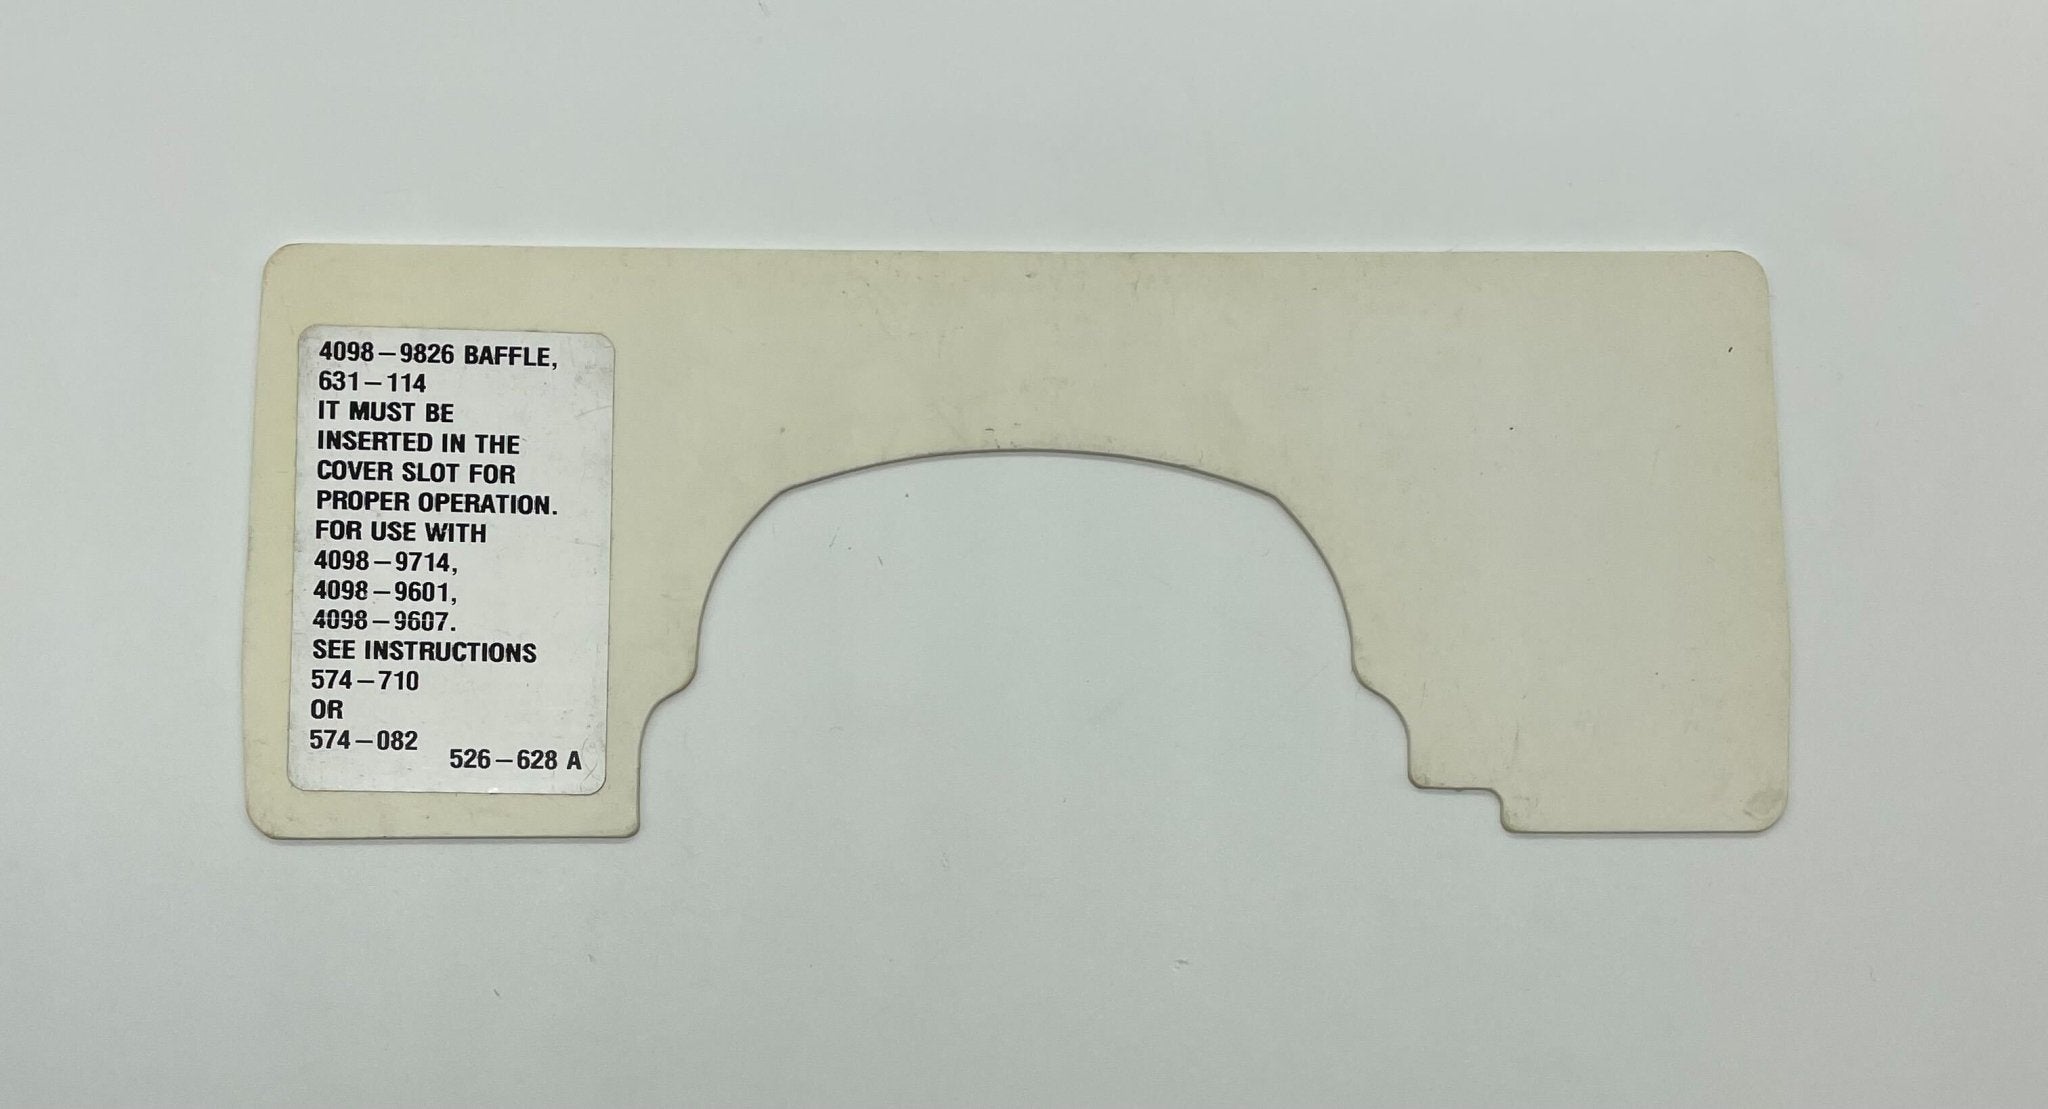 4098-9826 BAFFLE,
631-114
IT MUST BE
INSERTED IN THE
COVER SLOT FOR
PROPER OPERATION.
FOR USE WITH
4098-9714,
4098-9601,
4098-9607.
SEE INSTRUCTIONS
574-710
OR
574-082
526-628 A